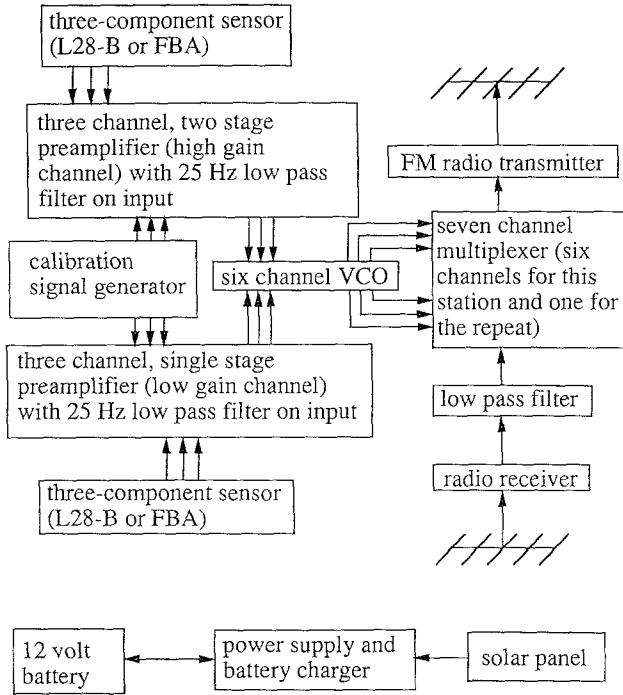 three-component sensor
(L28-B or FBA)
three channel, two stage
preamplifier (high gain
channel) with 25 Hz low pass
filter on input
calibration
signal generator
three channel, single stage
preamplifier (low gain channel)
with 25 Hz low pass filter on input
three-component sensor
(L28-B or FBA)
six channel VCO
FM radio transmitter
seven channel
multiplexer (six
channels for this
station and one for
the repeat)
low pass filter
radio receiver
12 volt
battery
power supply and
battery charger
solar panel